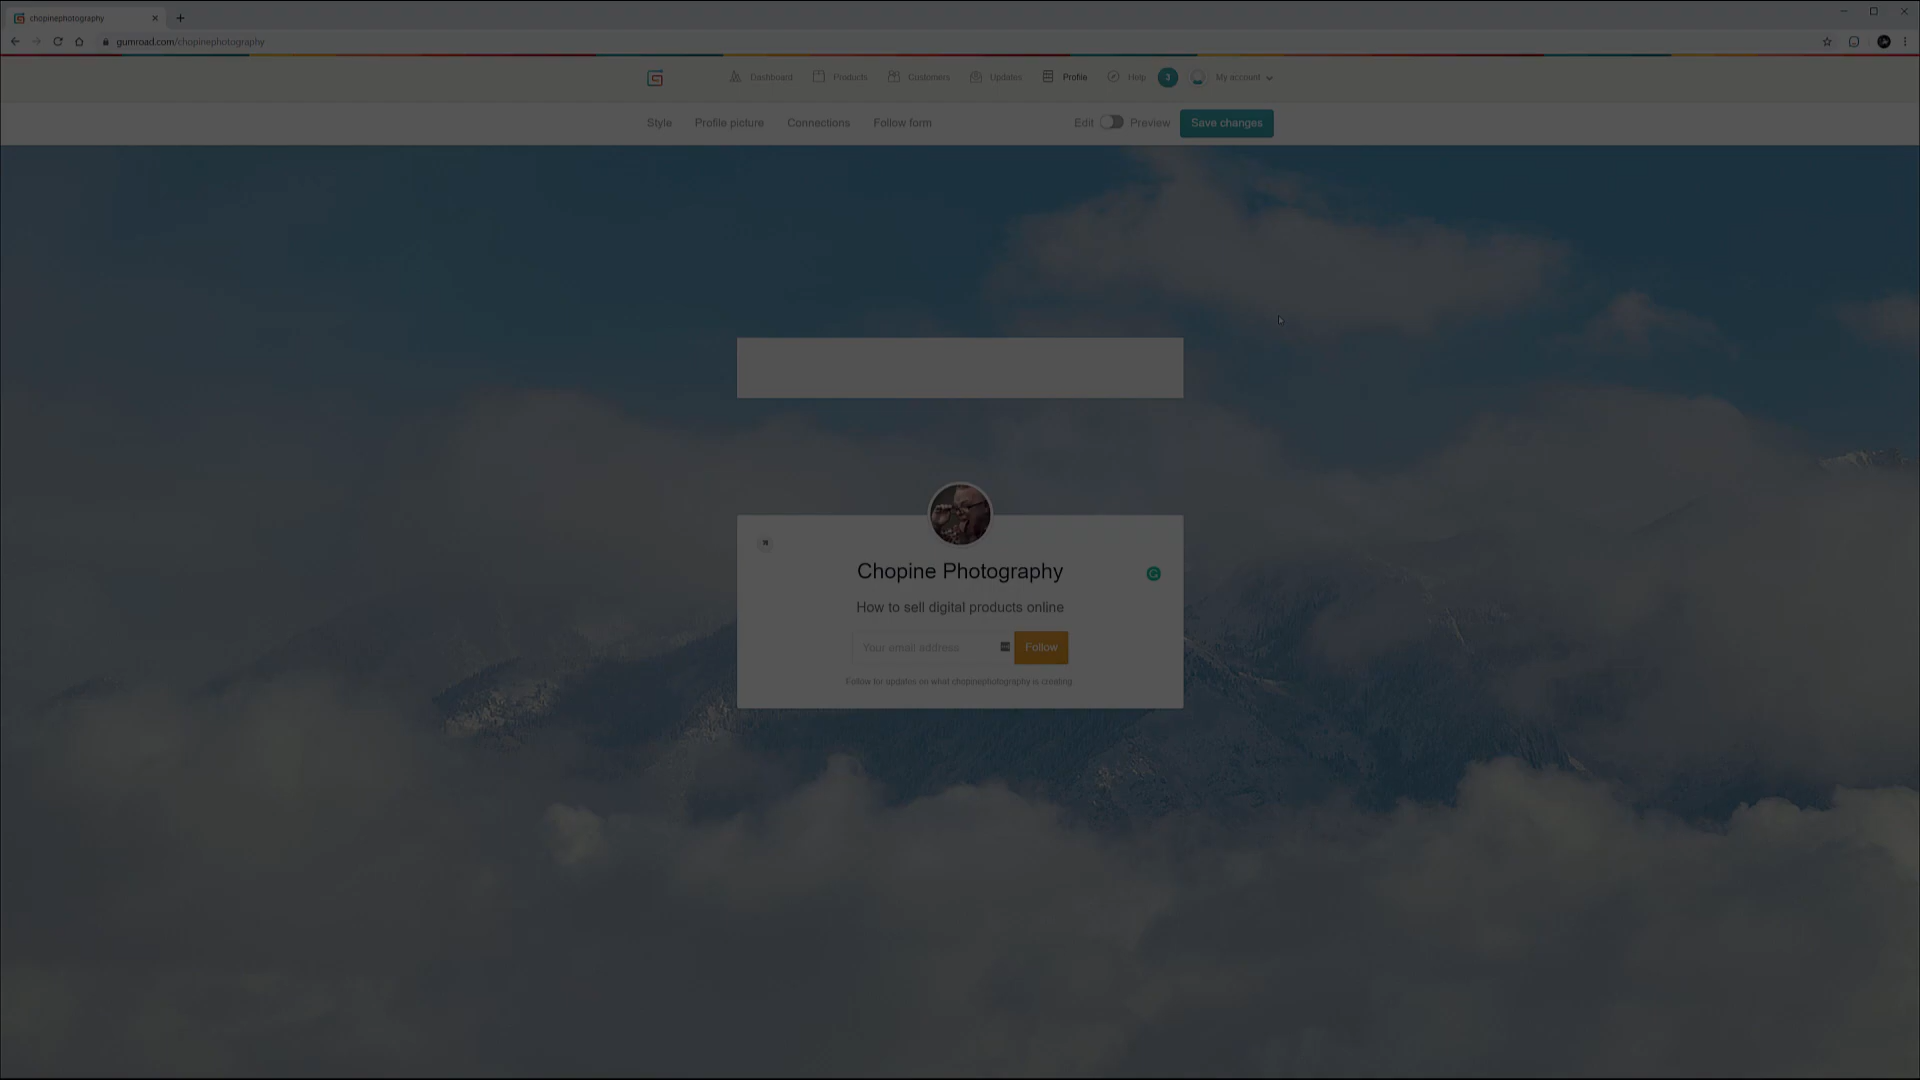 chopinephotography
gumroad.com/chopinephotography
Dashboard Products Customers Updates Profile Help 3 My account
Style Profile picture Connections Follow form Edit Preview Save changes
Chopine Photography
How to sell digital products online
Your email address Follow
Follow for updates on what chopinephotography is creating